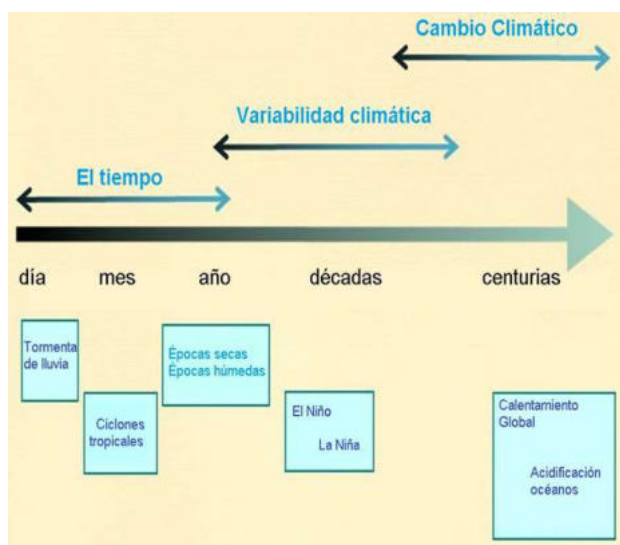 Cambio Climático
Variabilidad climática
El tiempo
día mes año décadas centurias
Tormenta
de lluvia
Ciclones
tropicales
Épocas secas
Épocas húmedas
El Niño
La Niña
Calentamiento
Global
Acidificación
océanos